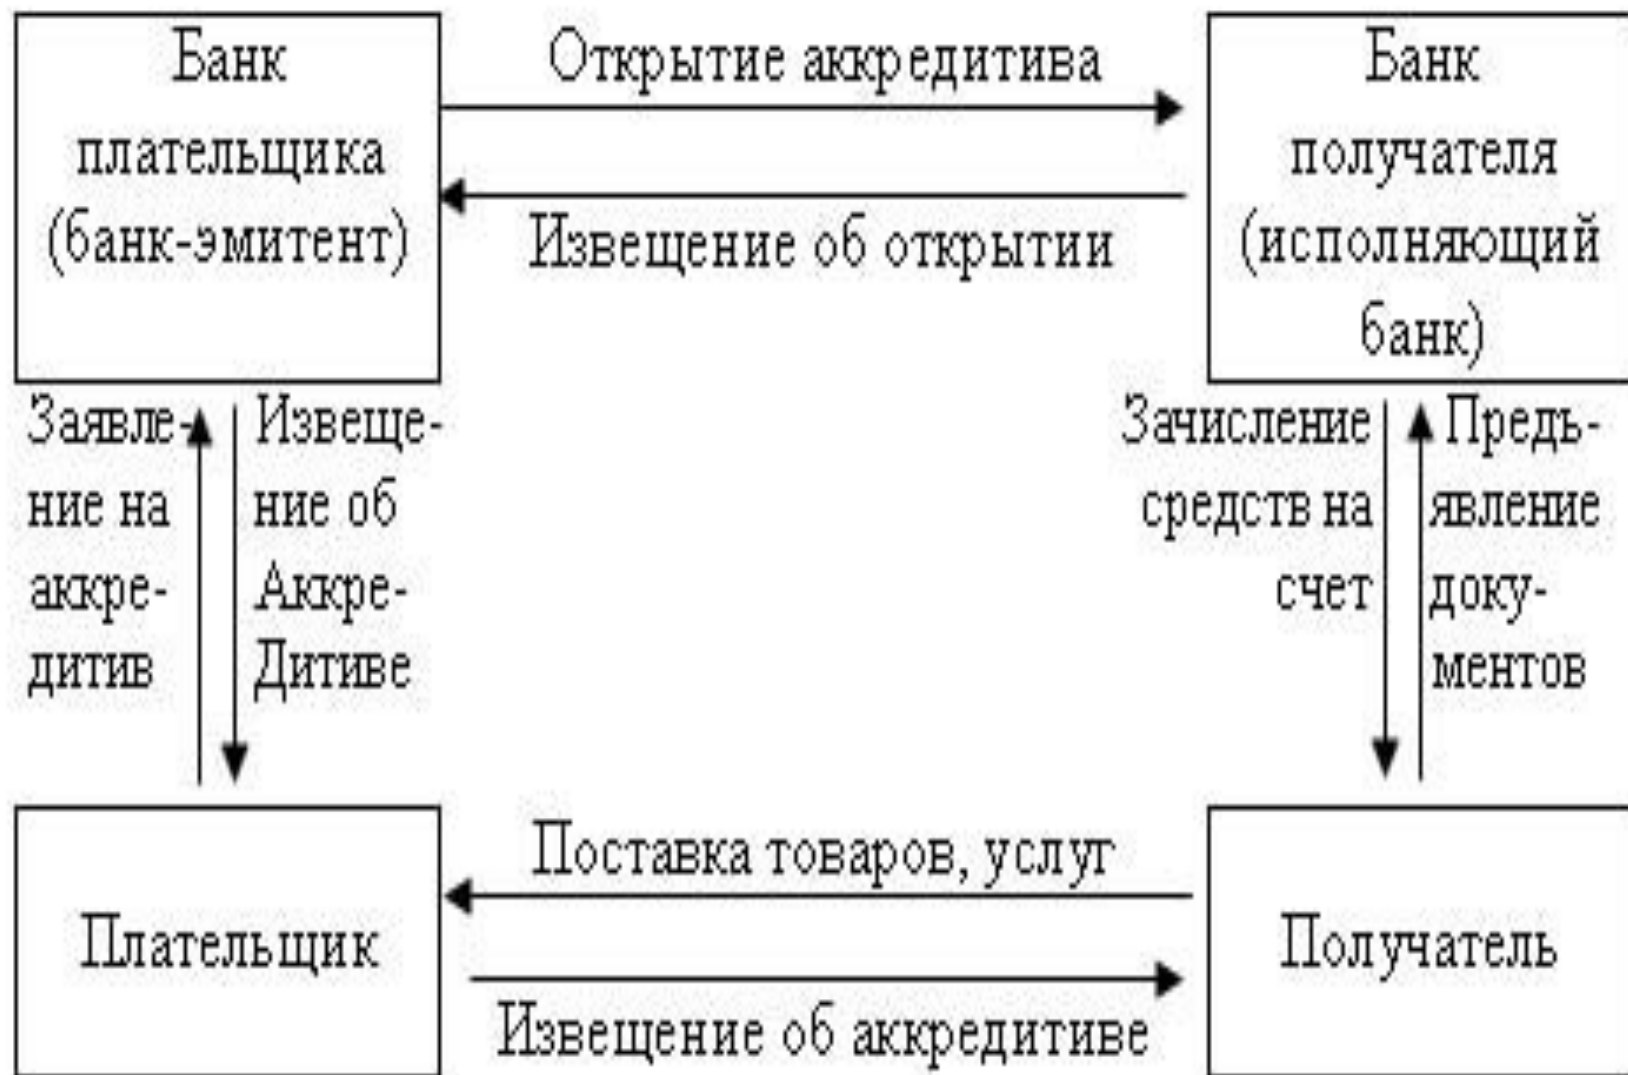 Банк
плательщика
(банк-эмитент)
Открытие аккредитива
Извещение об открытии
Банк
получателя
(исполняющий
банк)
Заявле-
ние на
аккре-
дитив
Извеще-
ние об
Аккре-
Дитиве
Зачисление
средств на
счет
Предъ-
явление
доку-
ментов
Плательщик
Поставка товаров, услуг
Извещение об аккредитиве
Получатель